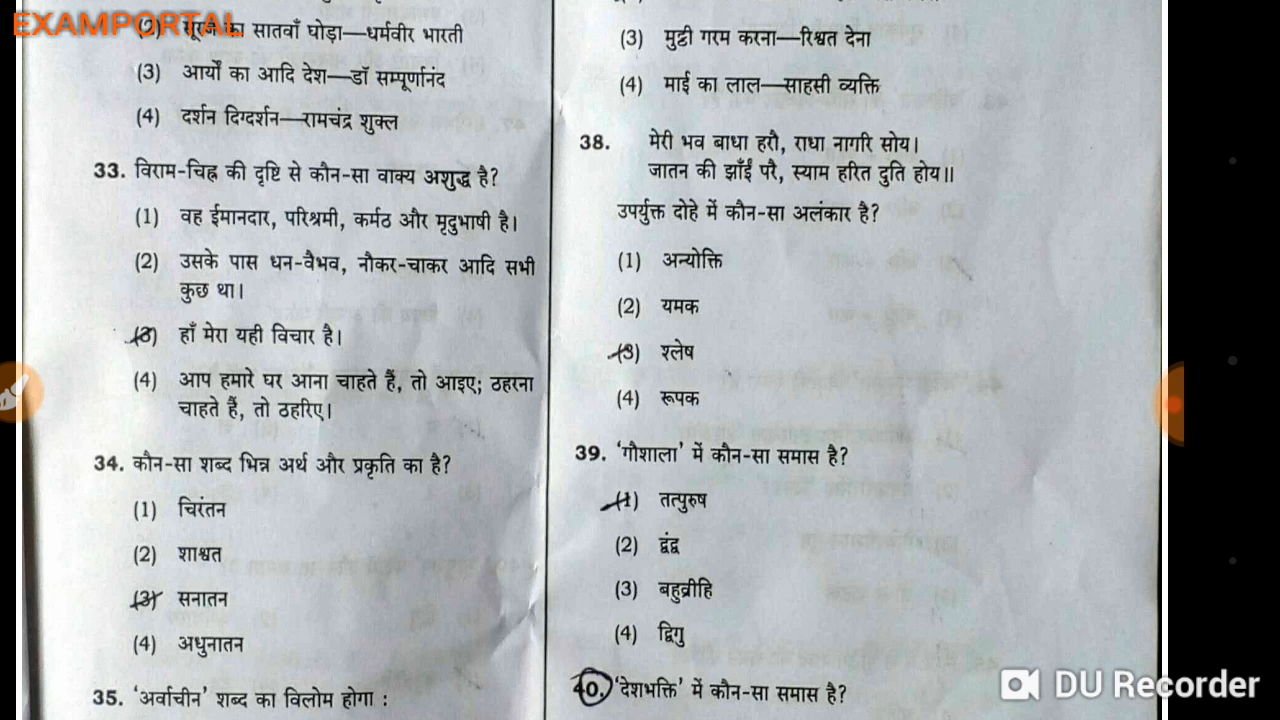 EXAMPORTAL
(2) सूरज का सातवाँ घोड़ा—धर्मवीर भारती
(3) आर्यों का आदि देश—डॉ सम्पूर्णानंद
(4) दर्शन दिग्दर्शन—रामचंद्र शुक्ल
33. विराम-चिह्न की दृष्टि से कौन-सा वाक्य अशुद्ध है?
(1) वह ईमानदार, परिश्रमी, कर्मठ और मृदुभाषी है।
(2) उसके पास धन-वैभव, नौकर-चाकर आदि सभी
कुछ था।
(3) हाँ मेरा यही विचार है।
(4) आप हमारे घर आना चाहते हैं, तो आइए; ठहरना
चाहते हैं, तो ठहरिए।
34. कौन-सा शब्द भिन्न अर्थ और प्रकृति का है?
(1) चिरंतन
(2) शाश्वत
(3) सनातन
(4) अधुनातन
35. 'अर्वाचीन' शब्द का विलोम होगा :
(3) मुट्ठी गरम करना—रिश्वत देना
(4) माई का लाल—साहसी व्यक्ति
38. मेरी भव बाधा हरौ, राधा नागरि सोय।
जातन की झाँईं परै, स्याम हरित दुति होय॥
उपर्युक्त दोहे में कौन-सा अलंकार है?
(1) अन्योक्ति
(2) यमक
(3) श्लेष
(4) रूपक
39. 'गौशाला' में कौन-सा समास है?
(1) तत्पुरुष
(2) द्वंद्व
(3) बहुव्रीहि
(4) द्विगु
40. 'देशभक्ति' में कौन-सा समास है?
DU Recorder